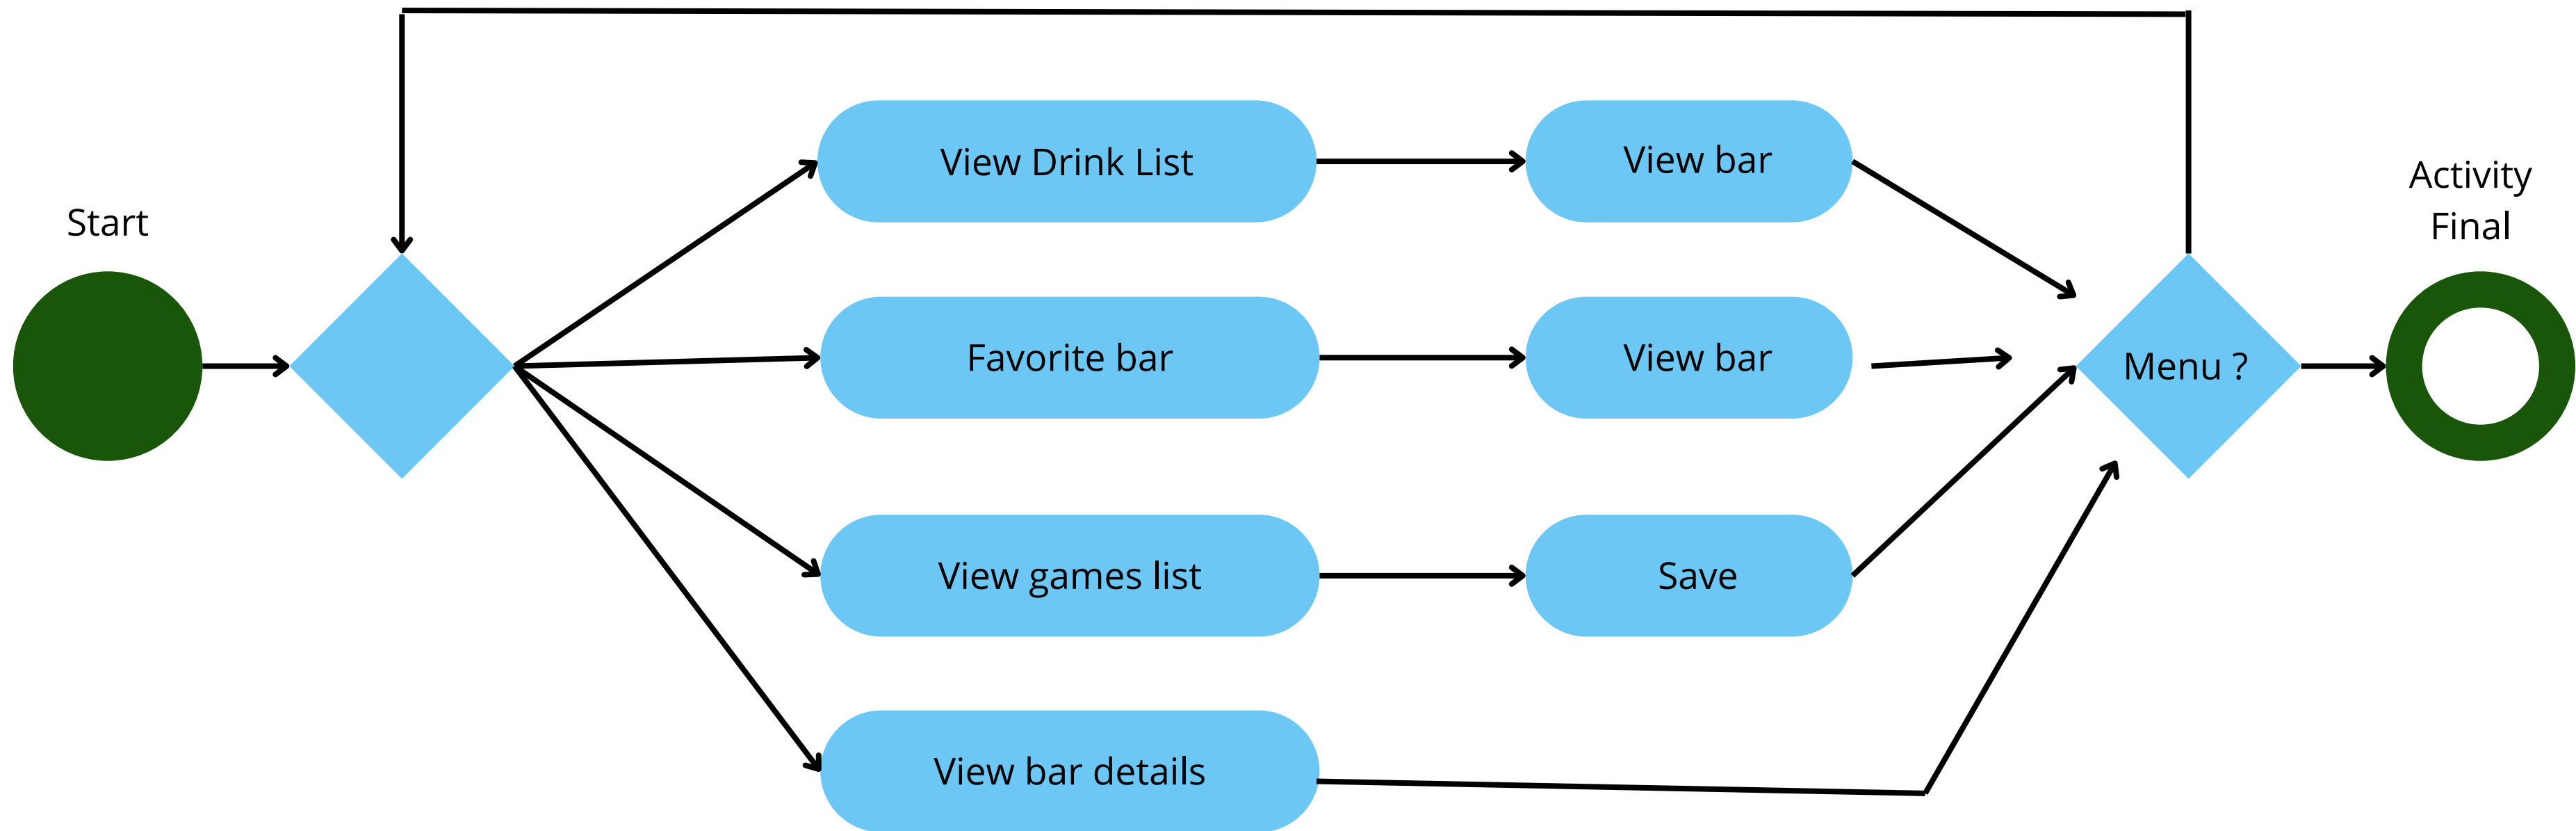 Start
View Drink List
View bar
Favorite bar
View bar
View games list
Save
View bar details
Menu ?
Activity
Final